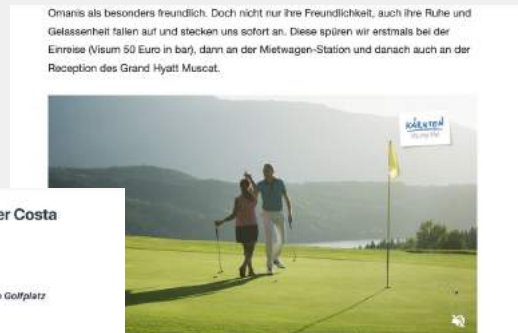 Omanis als besonders freundlich. Doch nicht nur ihre Freundlichkeit, auch ihre Ruhe und
Gelassenheit fallen auf und stecken uns sofort an. Diese spüren wir erstmals bei der
Einreise (Visum 50 Euro in bar), dann an der Mietwagen-Station und danach auch an der
Reception des Grand Hyatt Muscat.
KÄRNTEN
er Costa
Golfplatz